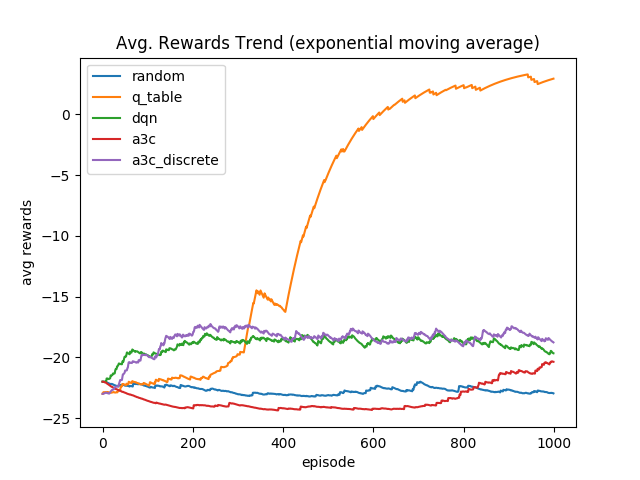 Avg. Rewards Trend (exponential moving average)
random
q_table
dqn
a3c
a3c_discrete
avg rewards
0
−5
−10
−15
−20
−25
0
200
400
600
800
1000
episode